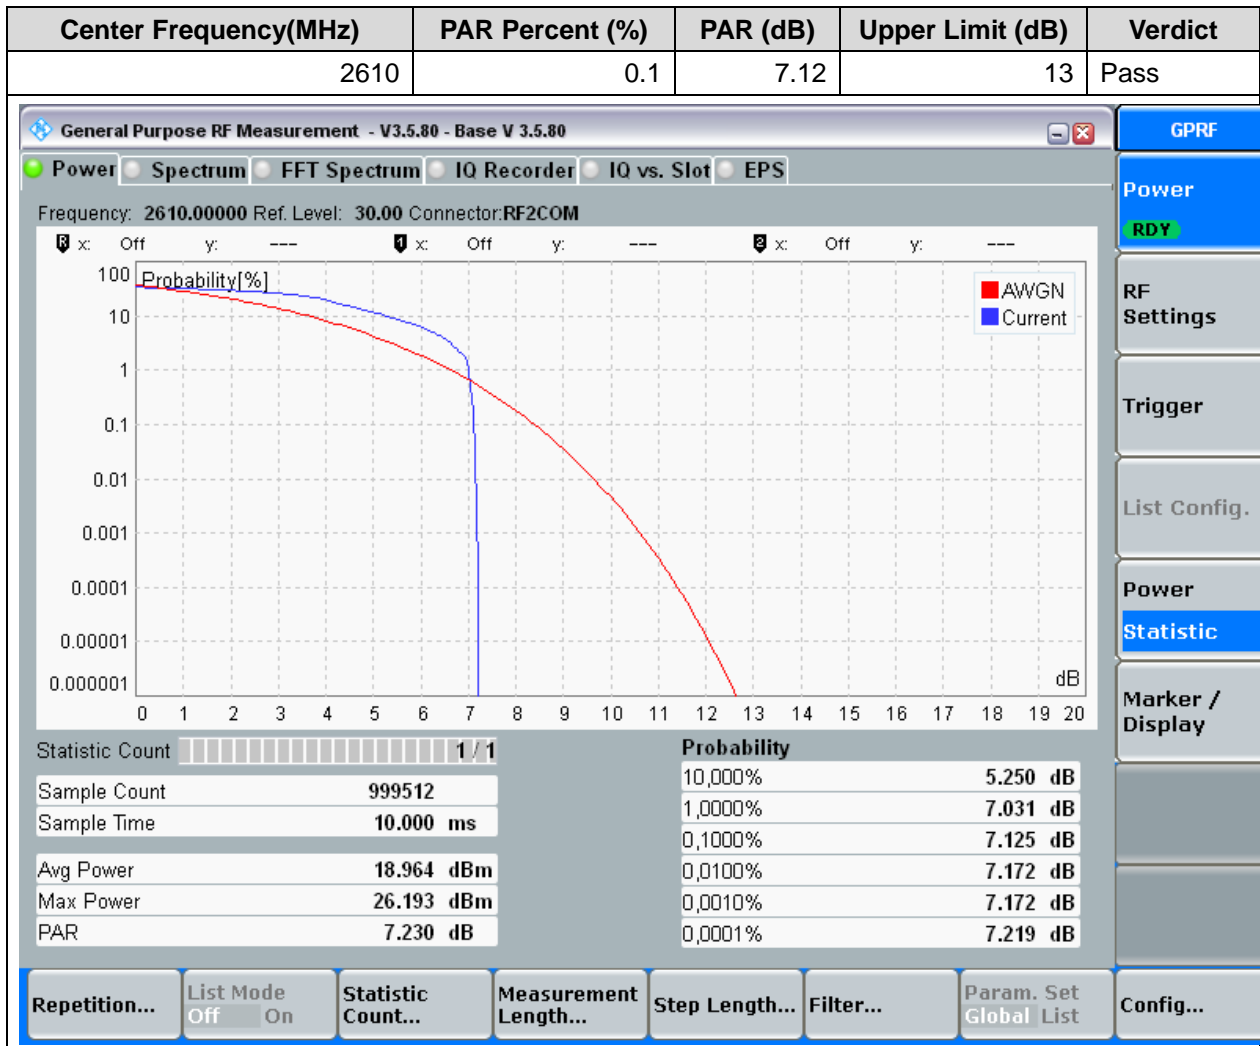 Center Frequency(MHz) PAR Percent (%) PAR (dB) Upper Limit (dB) Verdict
2610 0.1 7.12 13 Pass
General Purpose RF Measurement - V3.5.80 - Base V 3.5.80
GPRF
Power Spectrum FFT Spectrum IQ Recorder IQ vs. Slot EPS
Frequency: 2610.00000 Ref. Level: 30.00 Connector:RF2COM
R x: Off y: --- 1 x: Off y: --- 2 x: Off y: ---
Probability[%]
AWGN
Current
100
10
1
0.1
0.01
0.001
0.0001
0.00001
0.000001
dB
0 1 2 3 4 5 6 7 8 9 10 11 12 13 14 15 16 17 18 19 20
Statistic Count 1 / 1
Sample Count 999512
Sample Time 10.000 ms
Avg Power 18.964 dBm
Max Power 26.193 dBm
PAR 7.230 dB
Probability
10,000% 5.250 dB
1,0000% 7.031 dB
0,1000% 7.125 dB
0,0100% 7.172 dB
0,0010% 7.172 dB
0,0001% 7.219 dB
Power
RDY
RF
Settings
Trigger
List Config.
Power
Statistic
Marker /
Display
Repetition...
List Mode
Off On
Statistic
Count...
Measurement
Length...
Step Length...
Filter...
Param. Set
Global List
Config...